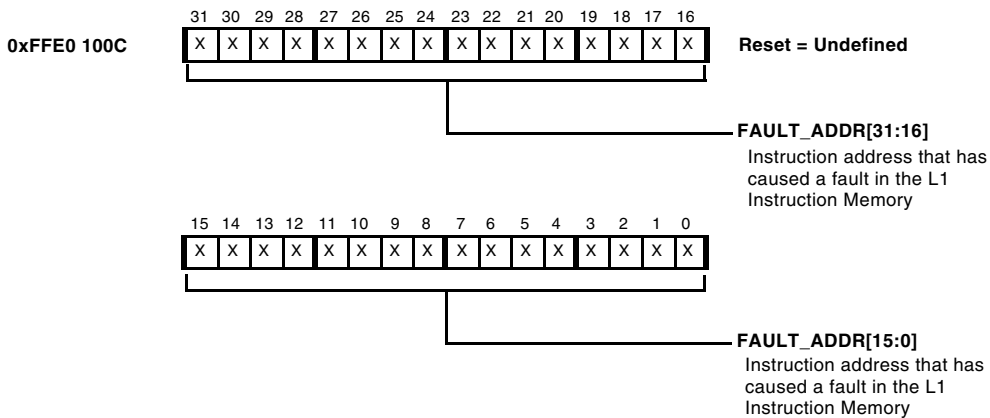 31 30 29 28 27 26 25 24 23 22 21 20 19 18 17 16
0xFFE0 100C X X X X X X X X X X X X X X X X Reset = Undefined
FAULT_ADDR[31:16]
Instruction address that has
caused a fault in the L1
Instruction Memory
15 14 13 12 11 10 9 8 7 6 5 4 3 2 1 0
X X X X X X X X X X X X X X X X
FAULT_ADDR[15:0]
Instruction address that has
caused a fault in the L1
Instruction Memory